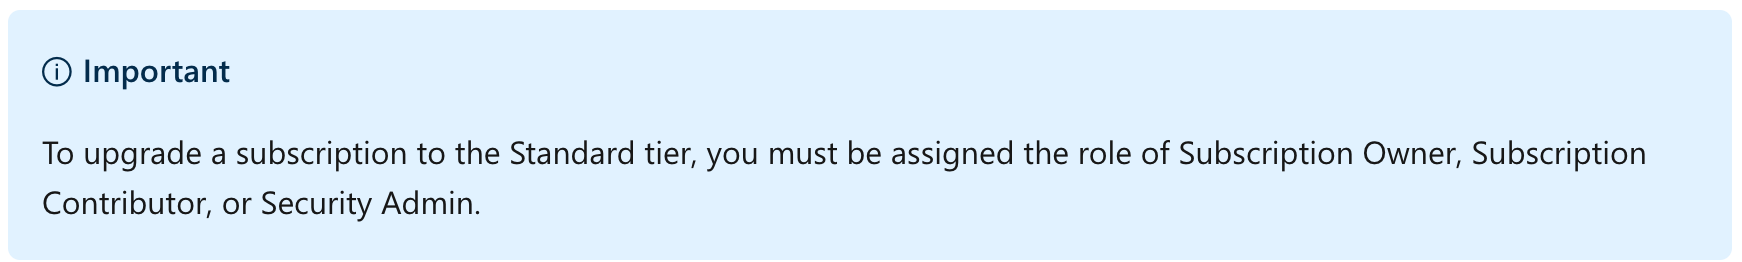 Important
To upgrade a subscription to the Standard tier, you must be assigned the role of Subscription Owner, Subscription
Contributor, or Security Admin.